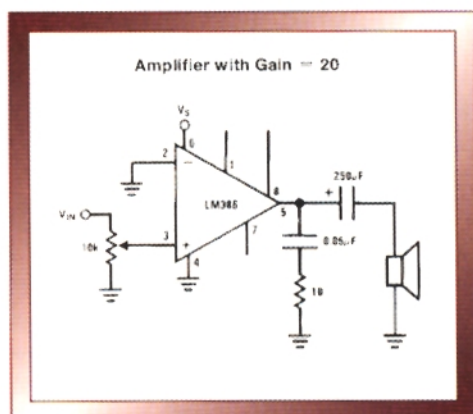 Amplifier with Gain = 20
VS
6
2
−
1
8
250µF
+
LM386
5
VIN
10k
3
+
7
0.05µF
4
10